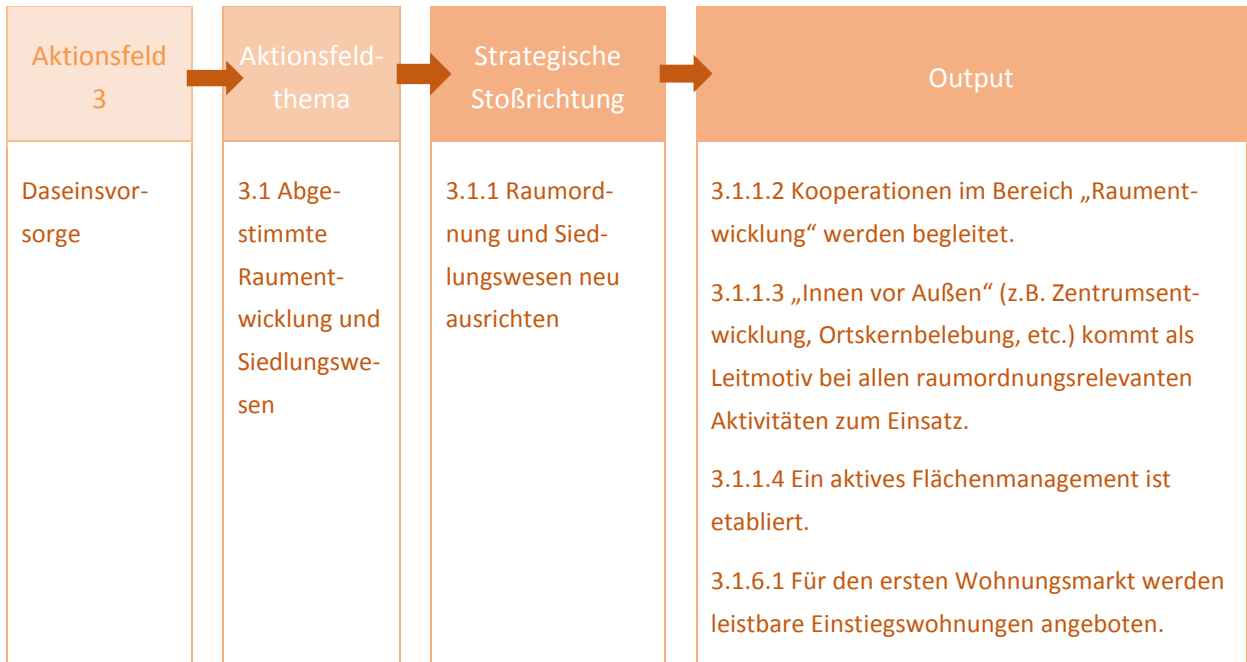 Aktionsfeld
3
Aktionsfeld-
thema
Strategische
Stoßrichtung
Output
Daseinsvor-
sorge
3.1 Abge-
stimmte
Raument-
wicklung und
Siedlungswe-
sen
3.1.1 Raumord-
nung und Sied-
lungswesen neu
ausrichten
3.1.1.2 Kooperationen im Bereich „Raument-
wicklung“ werden begleitet.
3.1.1.3 „Innen vor Außen“ (z.B. Zentrumsent-
wicklung, Ortskernbelebung, etc.) kommt als
Leitmotiv bei allen raumordnungsrelevanten
Aktivitäten zum Einsatz.
3.1.1.4 Ein aktives Flächenmanagement ist
etabliert.
3.1.6.1 Für den ersten Wohnungsmarkt werden
leistbare Einstiegswohnungen angeboten.